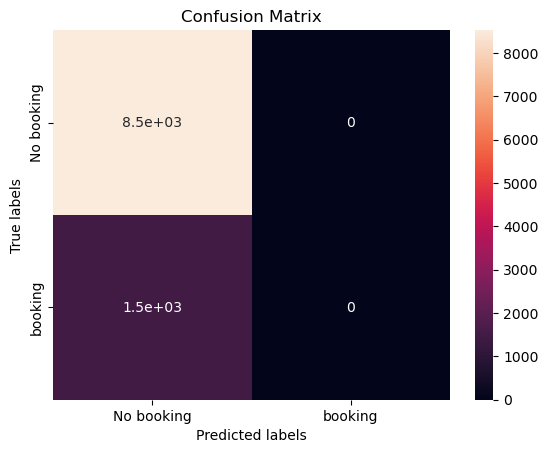 Confusion Matrix
True labels
No booking
booking
8.5e+03
0
1.5e+03
0
No booking
booking
Predicted labels
8000
7000
6000
5000
4000
3000
2000
1000
0